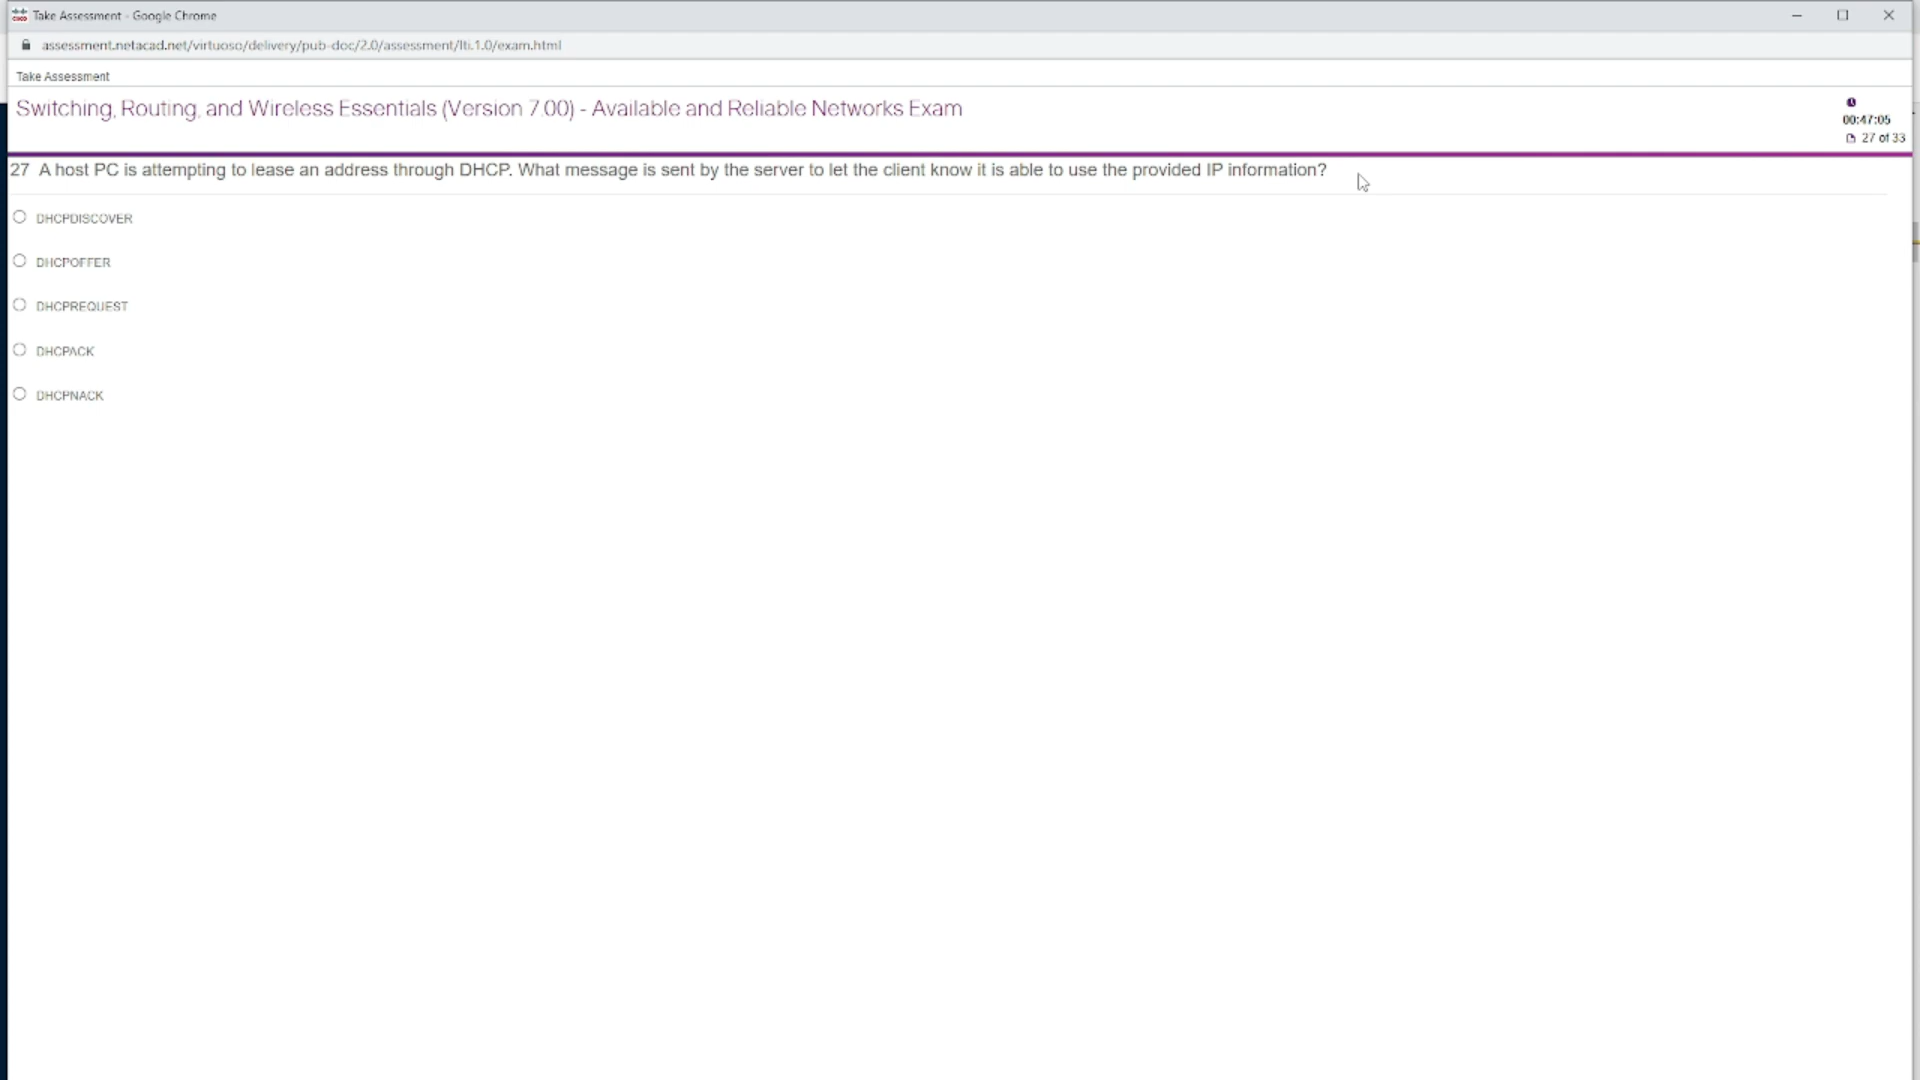 Take Assessment - Google Chrome
assessment.netacad.net/virtuoso/delivery/pub-doc/2.0/assessment/lti.1.0/exam.html
Take Assessment
Switching, Routing, and Wireless Essentials (Version 7.00) - Available and Reliable Networks Exam
00:47:05
27 of 33
27 A host PC is attempting to lease an address through DHCP. What message is sent by the server to let the client know it is able to use the provided IP information?
DHCPDISCOVER
DHCPOFFER
DHCPREQUEST
DHCPACK
DHCPNACK